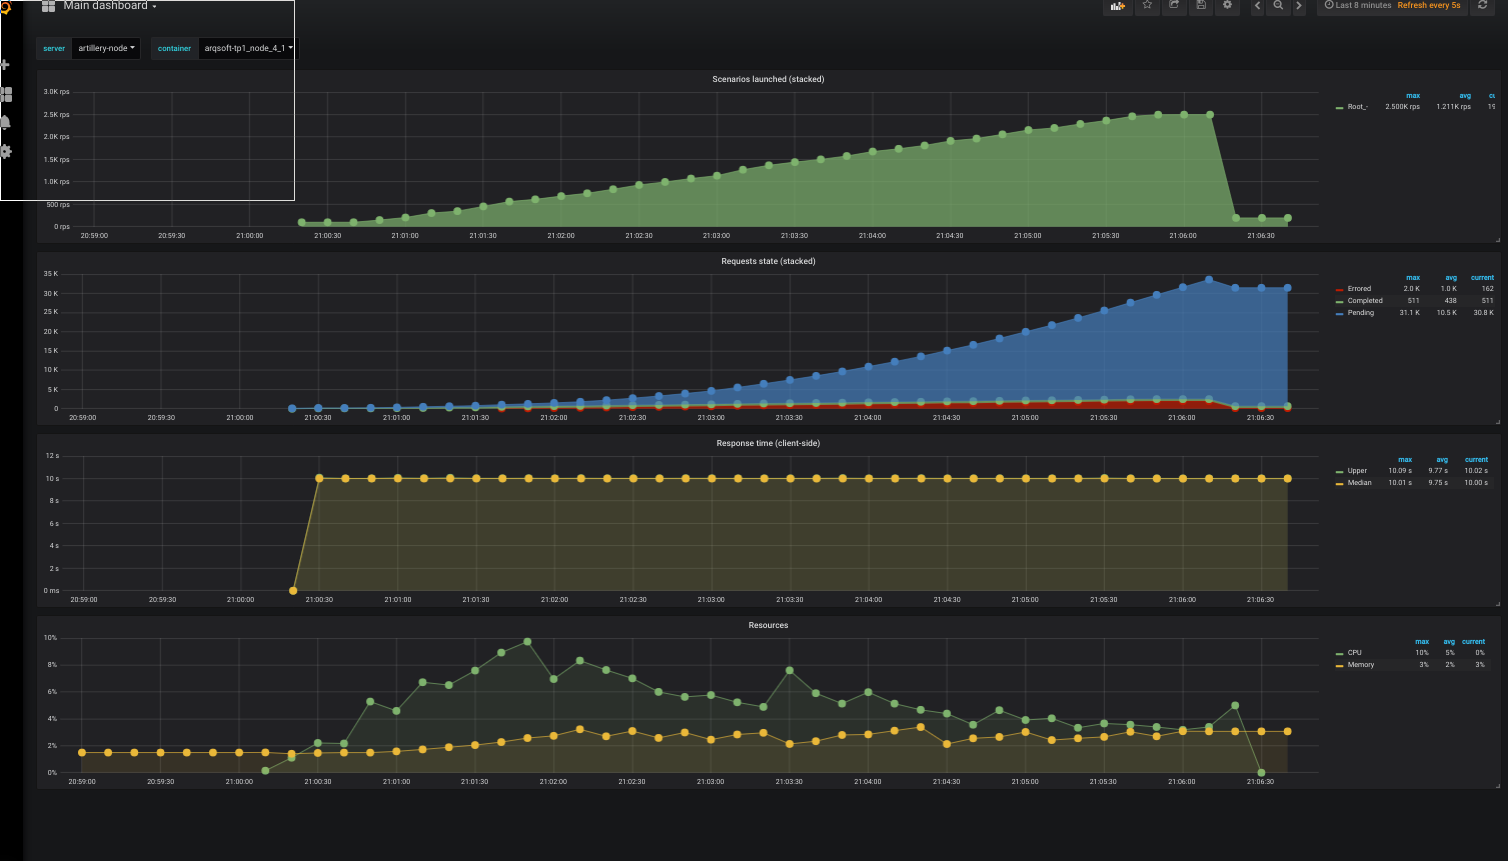 Main dashboard
Last 8 minutes Refresh every 5s
server artillery-node container arqsoft-tp1_node_4_1
Scenarios launched (stacked)
3.0K rps
2.5K rps
2.0K rps
1.5K rps
1.0K rps
500 rps
0 rps
20:59:00 20:59:30 21:00:00 21:00:30 21:01:00 21:01:30 21:02:00 21:02:30 21:03:00 21:03:30 21:04:00 21:04:30 21:05:00 21:05:30 21:06:00 21:06:30
max avg
Root_- 2.500K rps 1.211K rps 19
Requests state (stacked)
35 K
30 K
25 K
20 K
15 K
10 K
5 K
0
20:59:00 20:59:30 21:00:00 21:00:30 21:01:00 21:01:30 21:02:00 21:02:30 21:03:00 21:03:30 21:04:00 21:04:30 21:05:00 21:05:30 21:06:00 21:06:30
max avg current
Errored 2.0 K 1.0 K 162
Completed 511 438 511
Pending 31.1 K 10.5 K 30.8 K
Response time (client-side)
12 s
10 s
8 s
6 s
4 s
2 s
0 ms
20:59:00 20:59:30 21:00:00 21:00:30 21:01:00 21:01:30 21:02:00 21:02:30 21:03:00 21:03:30 21:04:00 21:04:30 21:05:00 21:05:30 21:06:00 21:06:30
max avg current
Upper 10.09 s 9.77 s 10.02 s
Median 10.01 s 9.75 s 10.00 s
Resources
10%
8%
6%
4%
2%
0%
20:59:00 20:59:30 21:00:00 21:00:30 21:01:00 21:01:30 21:02:00 21:02:30 21:03:00 21:03:30 21:04:00 21:04:30 21:05:00 21:05:30 21:06:00 21:06:30
max avg current
CPU 10% 5% 0%
Memory 3% 2% 3%